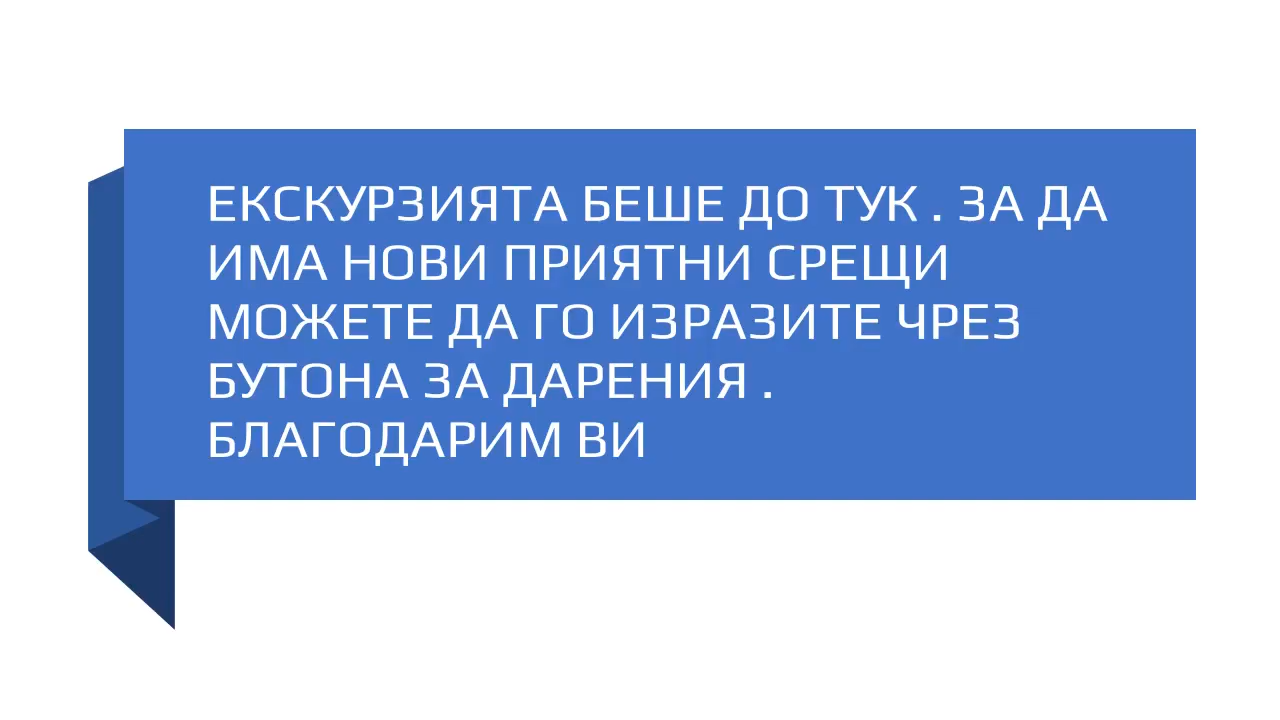 ЕКСКУРЗИЯТА БЕШЕ ДО ТУК . ЗА ДА
ИМА НОВИ ПРИЯТНИ СРЕЩИ
МОЖЕТЕ ДА ГО ИЗРАЗИТЕ ЧРЕЗ
БУТОНА ЗА ДАРЕНИЯ .
БЛАГОДАРИМ ВИ